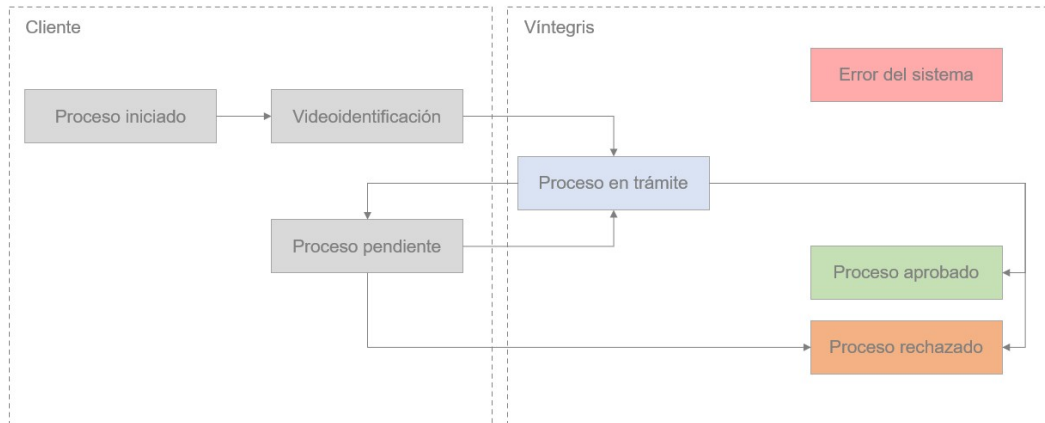 Cliente
Víntegris
Error del sistema
Proceso iniciado
Videoidentificación
Proceso en trámite
Proceso pendiente
Proceso aprobado
Proceso rechazado